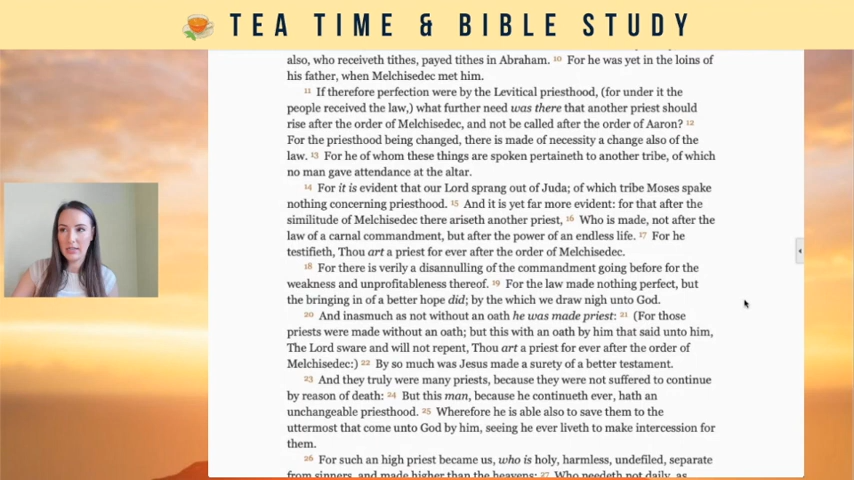 TEA TIME & BIBLE STUDY
also, who receiveth tithes, payed tithes in Abraham. 10 For he was yet in the loins of
his father, when Melchisedec met him.
11 If therefore perfection were by the Levitical priesthood, (for under it the
people received the law,) what further need was there that another priest should
rise after the order of Melchisedec, and not be called after the order of Aaron? 12
For the priesthood being changed, there is made of necessity a change also of the
law. 13 For he of whom these things are spoken pertaineth to another tribe, of which
no man gave attendance at the altar.
14 For it is evident that our Lord sprang out of Juda; of which tribe Moses spake
nothing concerning priesthood. 15 And it is yet far more evident: for that after the
similitude of Melchisedec there ariseth another priest, 16 Who is made, not after the
law of a carnal commandment, but after the power of an endless life. 17 For he
testifieth, Thou art a priest for ever after the order of Melchisedec.
18 For there is verily a disannulling of the commandment going before for the
weakness and unprofitableness thereof. 19 For the law made nothing perfect, but
the bringing in of a better hope did; by the which we draw nigh unto God.
20 And inasmuch as not without an oath he was made priest: 21 (For those
priests were made without an oath; but this with an oath by him that said unto him,
The Lord sware and will not repent, Thou art a priest for ever after the order of
Melchisedec:) 22 By so much was Jesus made a surety of a better testament.
23 And they truly were many priests, because they were not suffered to continue
by reason of death: 24 But this man, because he continueth ever, hath an
unchangeable priesthood. 25 Wherefore he is able also to save them to the
uttermost that come unto God by him, seeing he ever liveth to make intercession for
them.
26 For such an high priest became us, who is holy, harmless, undefiled, separate
from sinners, and made higher than the heavens; 27 Who needeth not daily, as